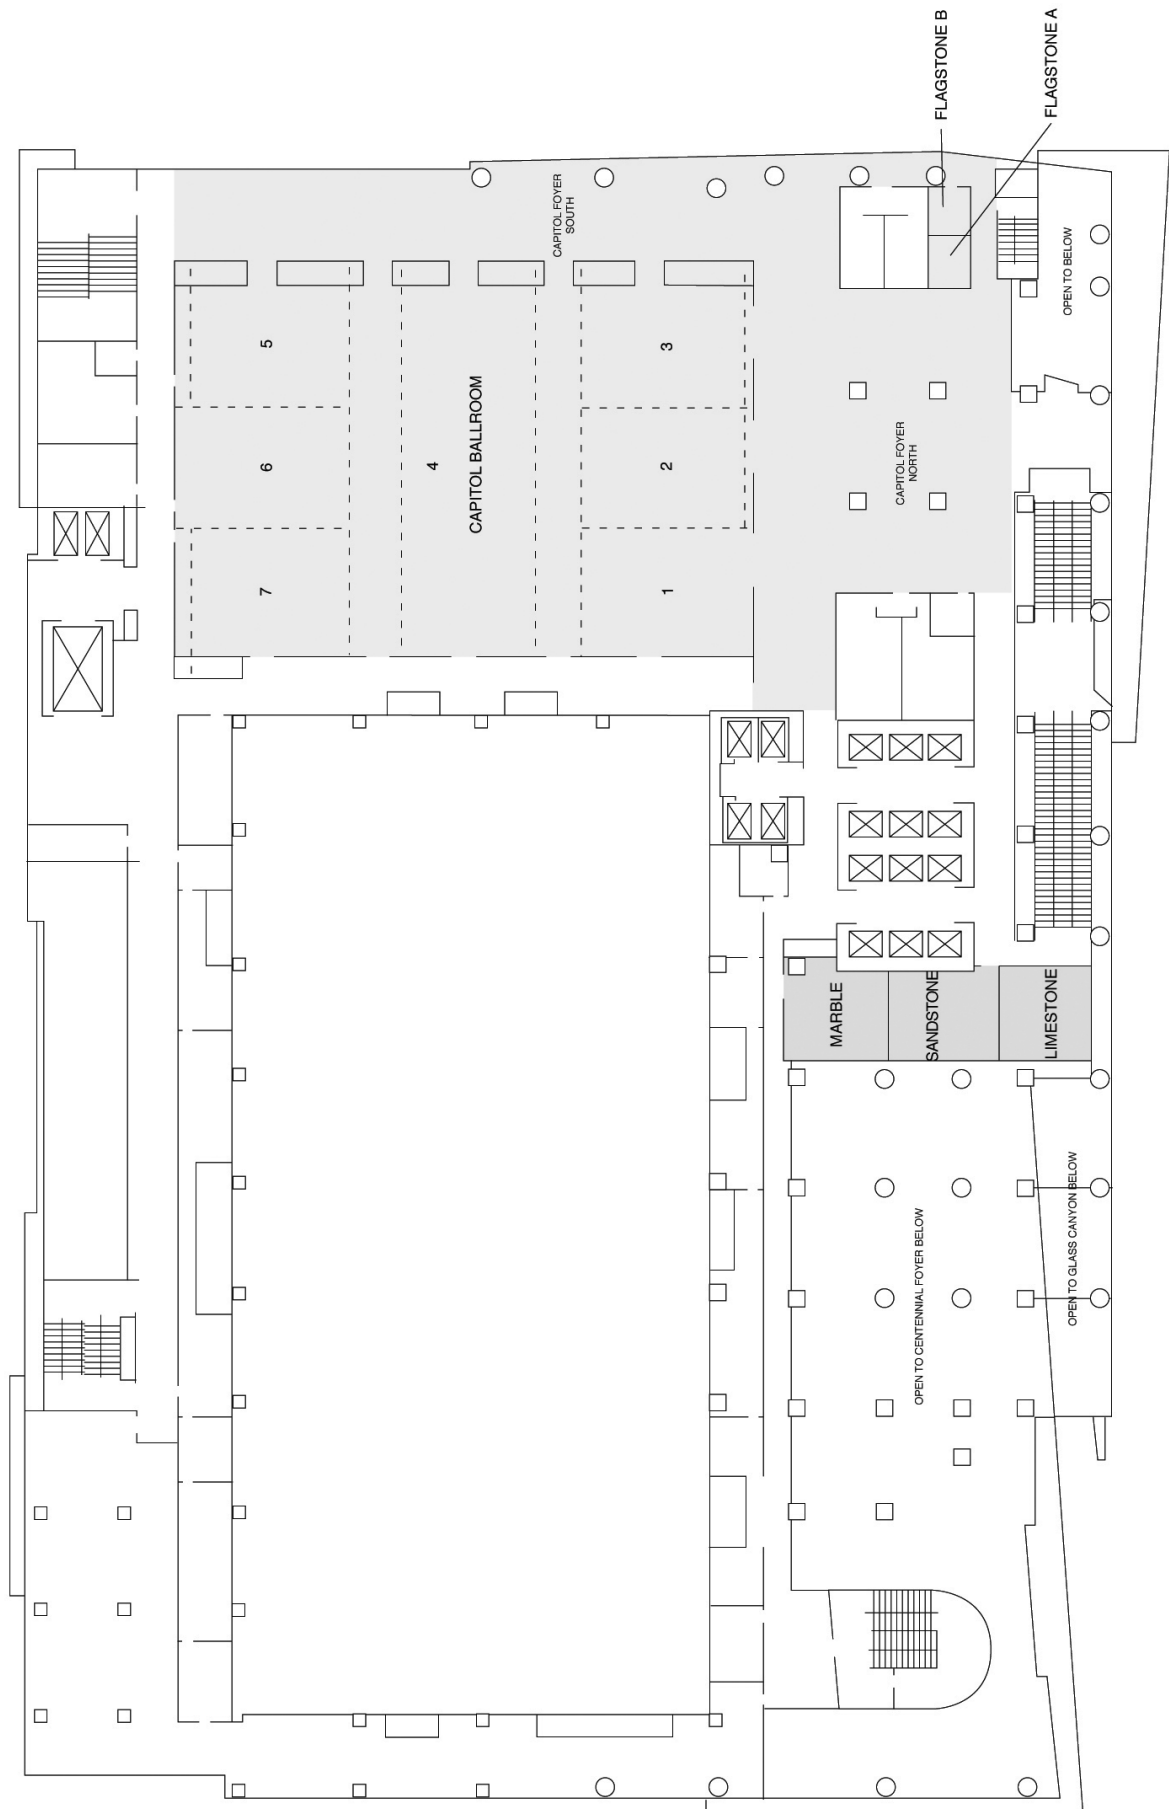 FLAGSTONE B
FLAGSTONE A
CAPITOL FOYER
SOUTH
OPEN TO BELOW
5
3
CAPITOL BALLROOM
6
4
2
CAPITOL FOYER
NORTH
7
1
MARBLE
SANDSTONE
LIMESTONE
OPEN TO CENTENNIAL FOYER BELOW
OPEN TO GLASS CANYON BELOW